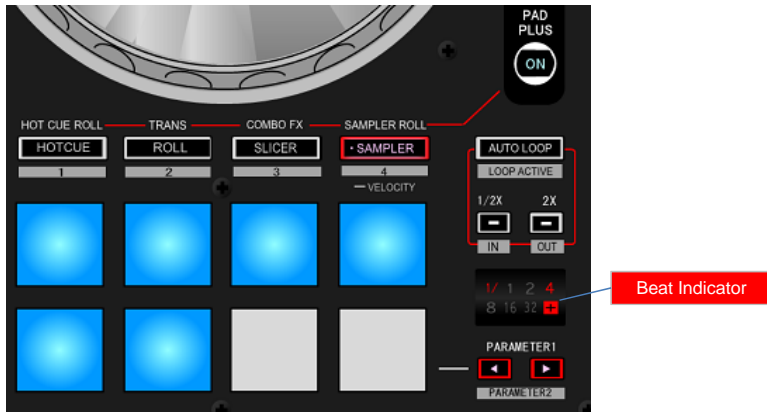 PAD
PLUS
ON
HOT CUE ROLL TRANS COMBO FX SAMPLER ROLL
HOTCUE ROLL SLICER • SAMPLER AUTO LOOP
1 2 3 4 LOOP ACTIVE
— VELOCITY
1/2X 2X
IN OUT
1/ 1 2 4
8 16 32 +
Beat Indicator
PARAMETER1
PARAMETER2